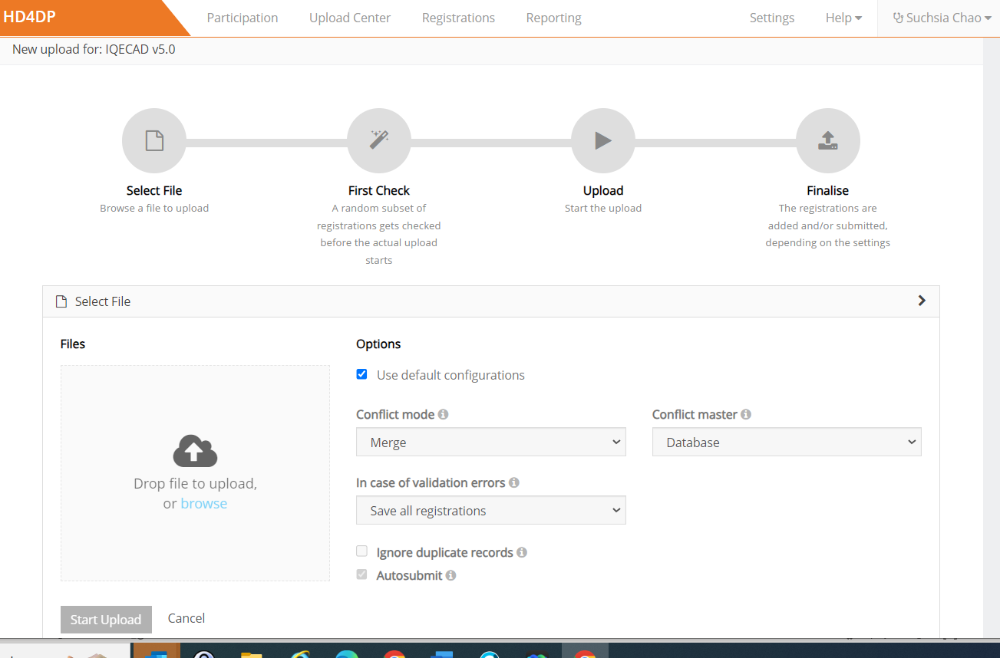 HD4DP
Participation
Upload Center
Registrations
Reporting
Settings
Help
Suchsia Chao
New upload for: IQECAD v5.0
Select File
Browse a file to upload
First Check
A random subset of
registrations gets checked
before the actual upload
starts
Upload
Start the upload
Finalise
The registrations are
added and/or submitted,
depending on the settings
Select File
Files
Drop file to upload,
or browse
Options
Use default configurations
Conflict mode
Merge
Conflict master
Database
In case of validation errors
Save all registrations
Ignore duplicate records
Autosubmit
Start Upload
Cancel